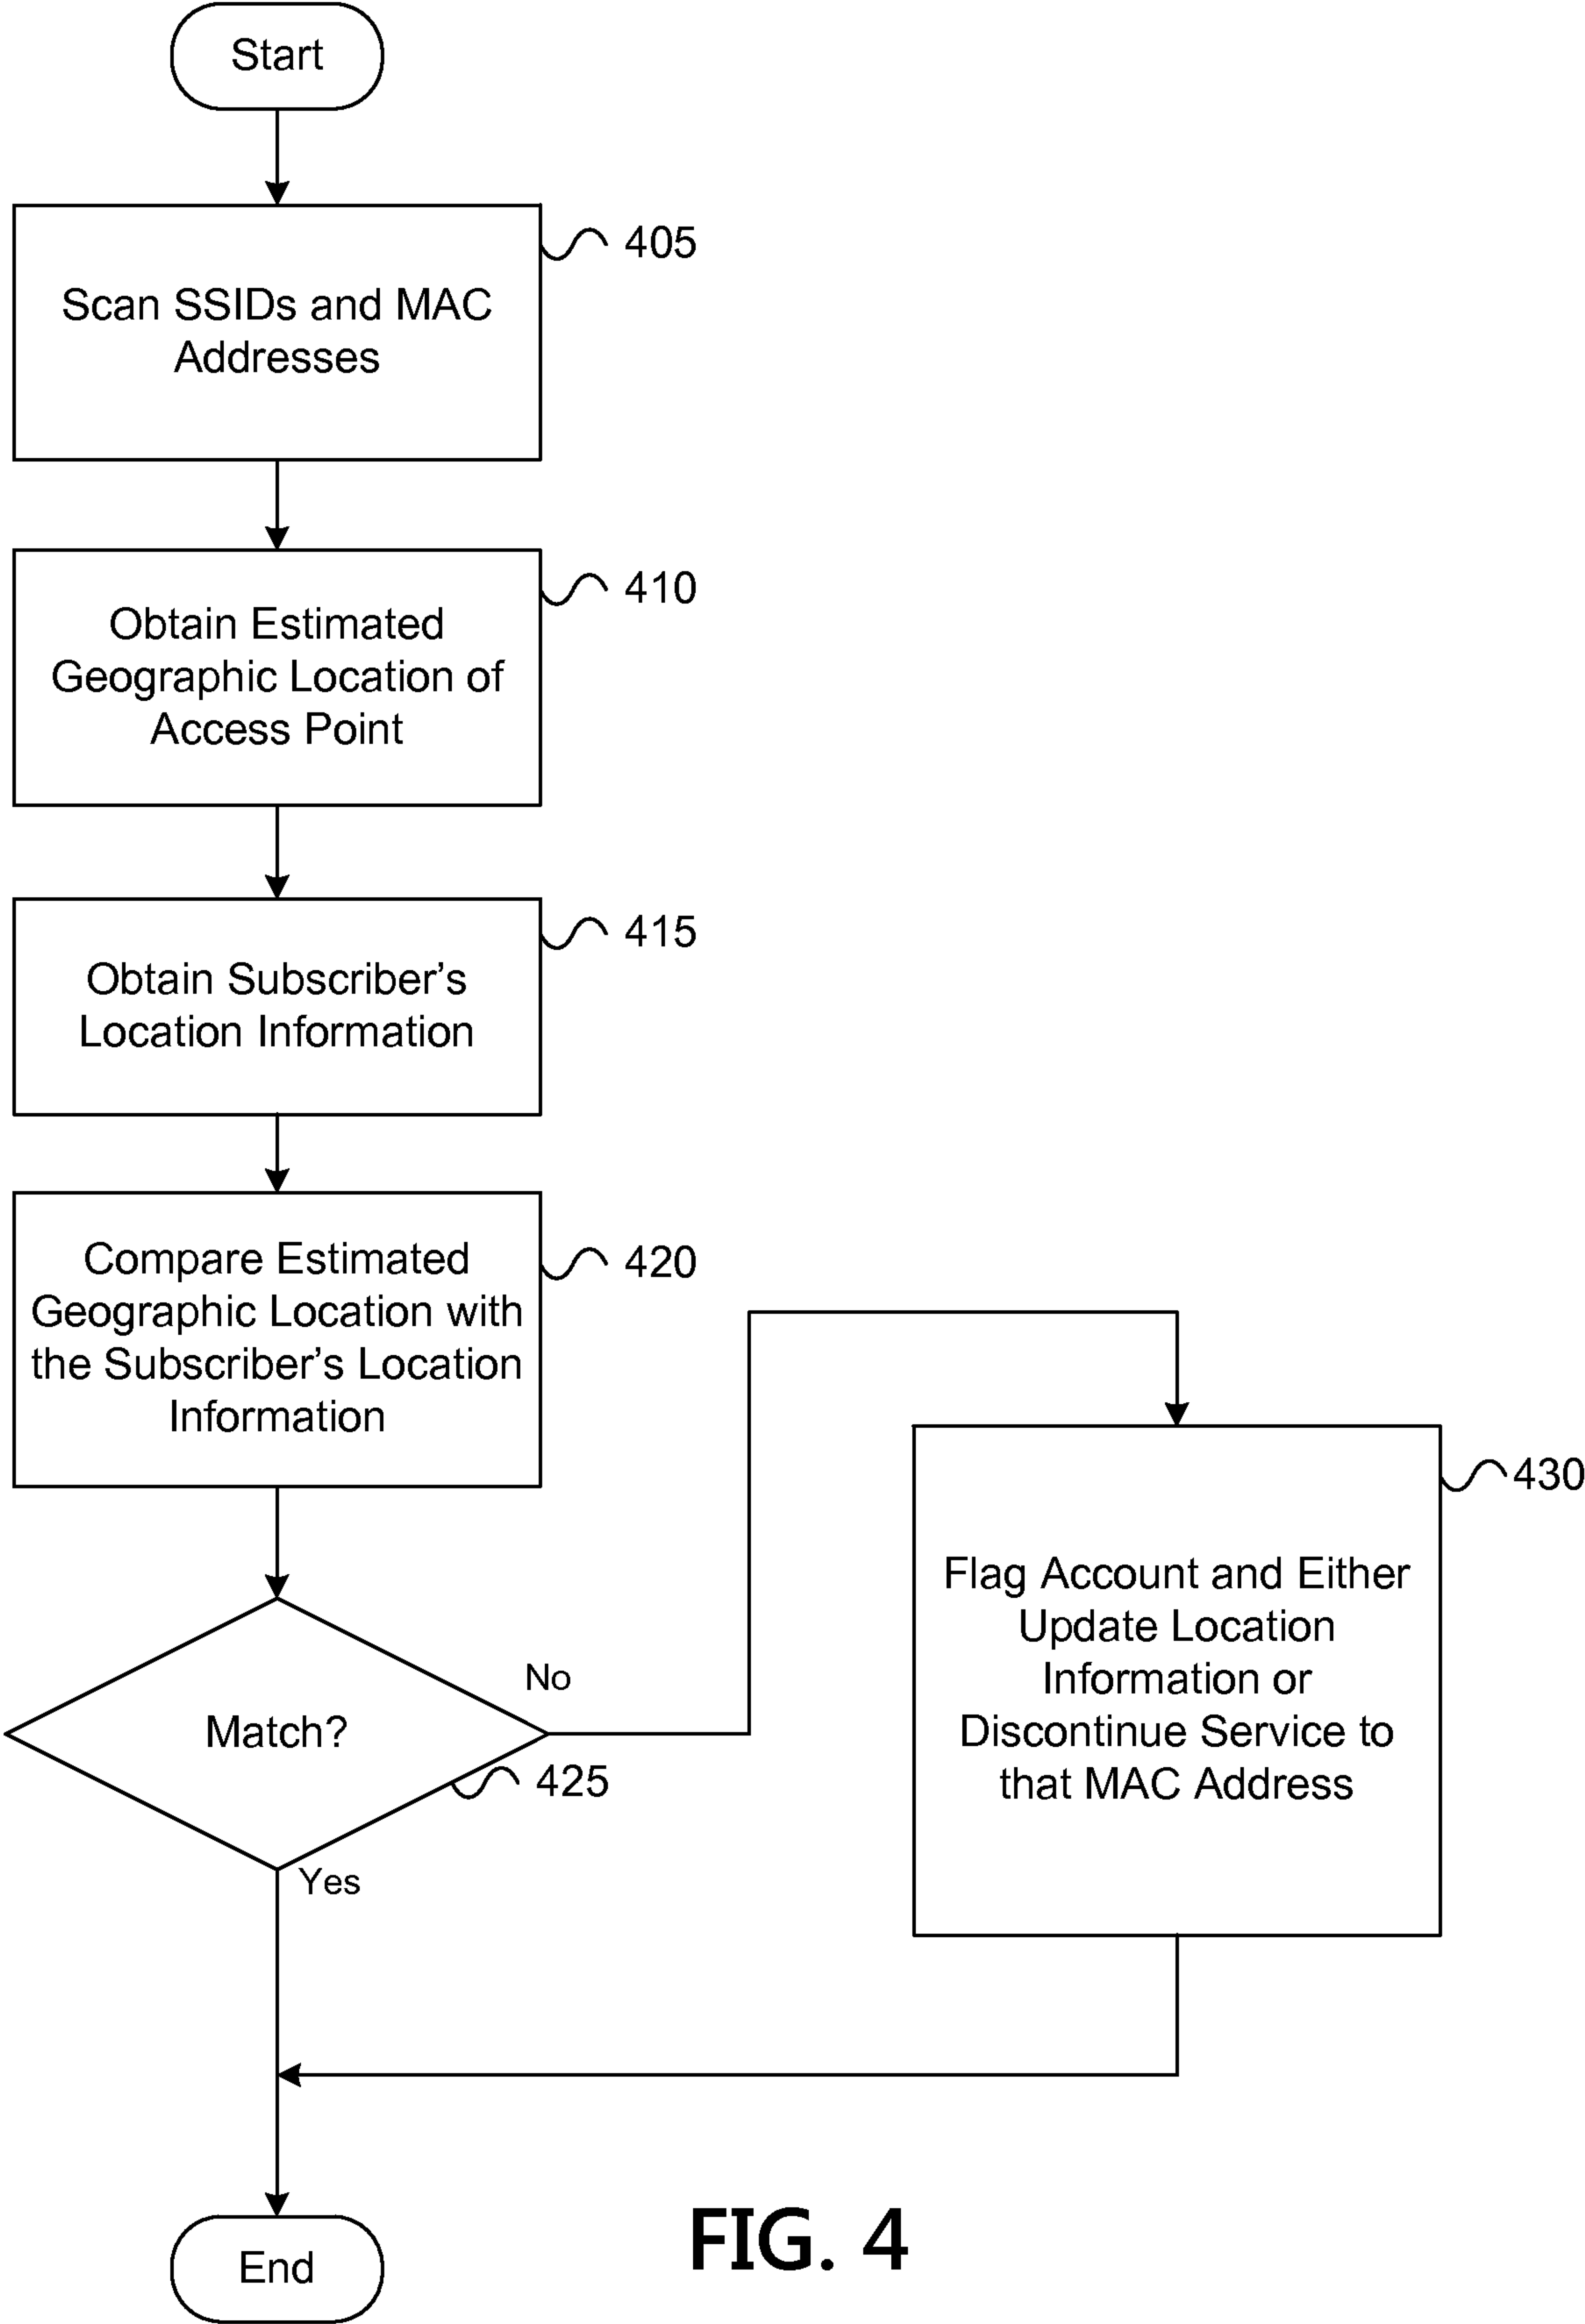 Start
405
Scan SSIDs and MAC
Addresses
410
Obtain Estimated
Geographic Location of
Access Point
415
Obtain Subscriber’s
Location Information
420
Compare Estimated
Geographic Location with
the Subscriber’s Location
Information
430
Flag Account and Either
Update Location
Information or
Discontinue Service to
that MAC Address
No
Match?
425
Yes
End
FIG. 4